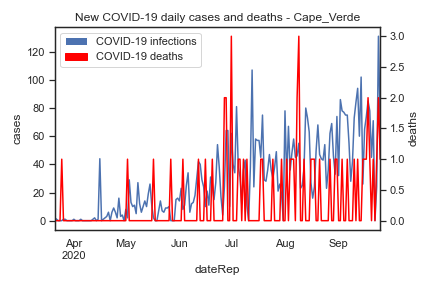 New COVID-19 daily cases and deaths - Cape_Verde
COVID-19 infections
COVID-19 deaths
120
100
80
60
40
20
0
cases
3.0
2.5
2.0
1.5
1.0
0.5
0.0
deaths
Apr
2020
May
Jun
Jul
Aug
Sep
dateRep